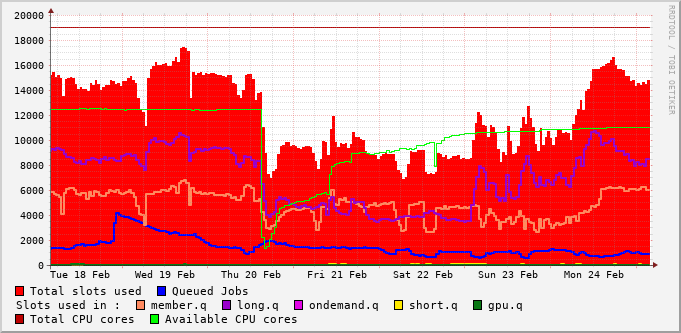 20000
18000
16000
14000
12000
10000
8000
6000
4000
2000
0
Tue 18 Feb Wed 19 Feb Thu 20 Feb Fri 21 Feb Sat 22 Feb Sun 23 Feb Mon 24 Feb
Total slots used Queued Jobs
Slots used in : member.q long.q ondemand.q short.q gpu.q
Total CPU cores Available CPU cores
RRDTOOL / TOBI OETIKER